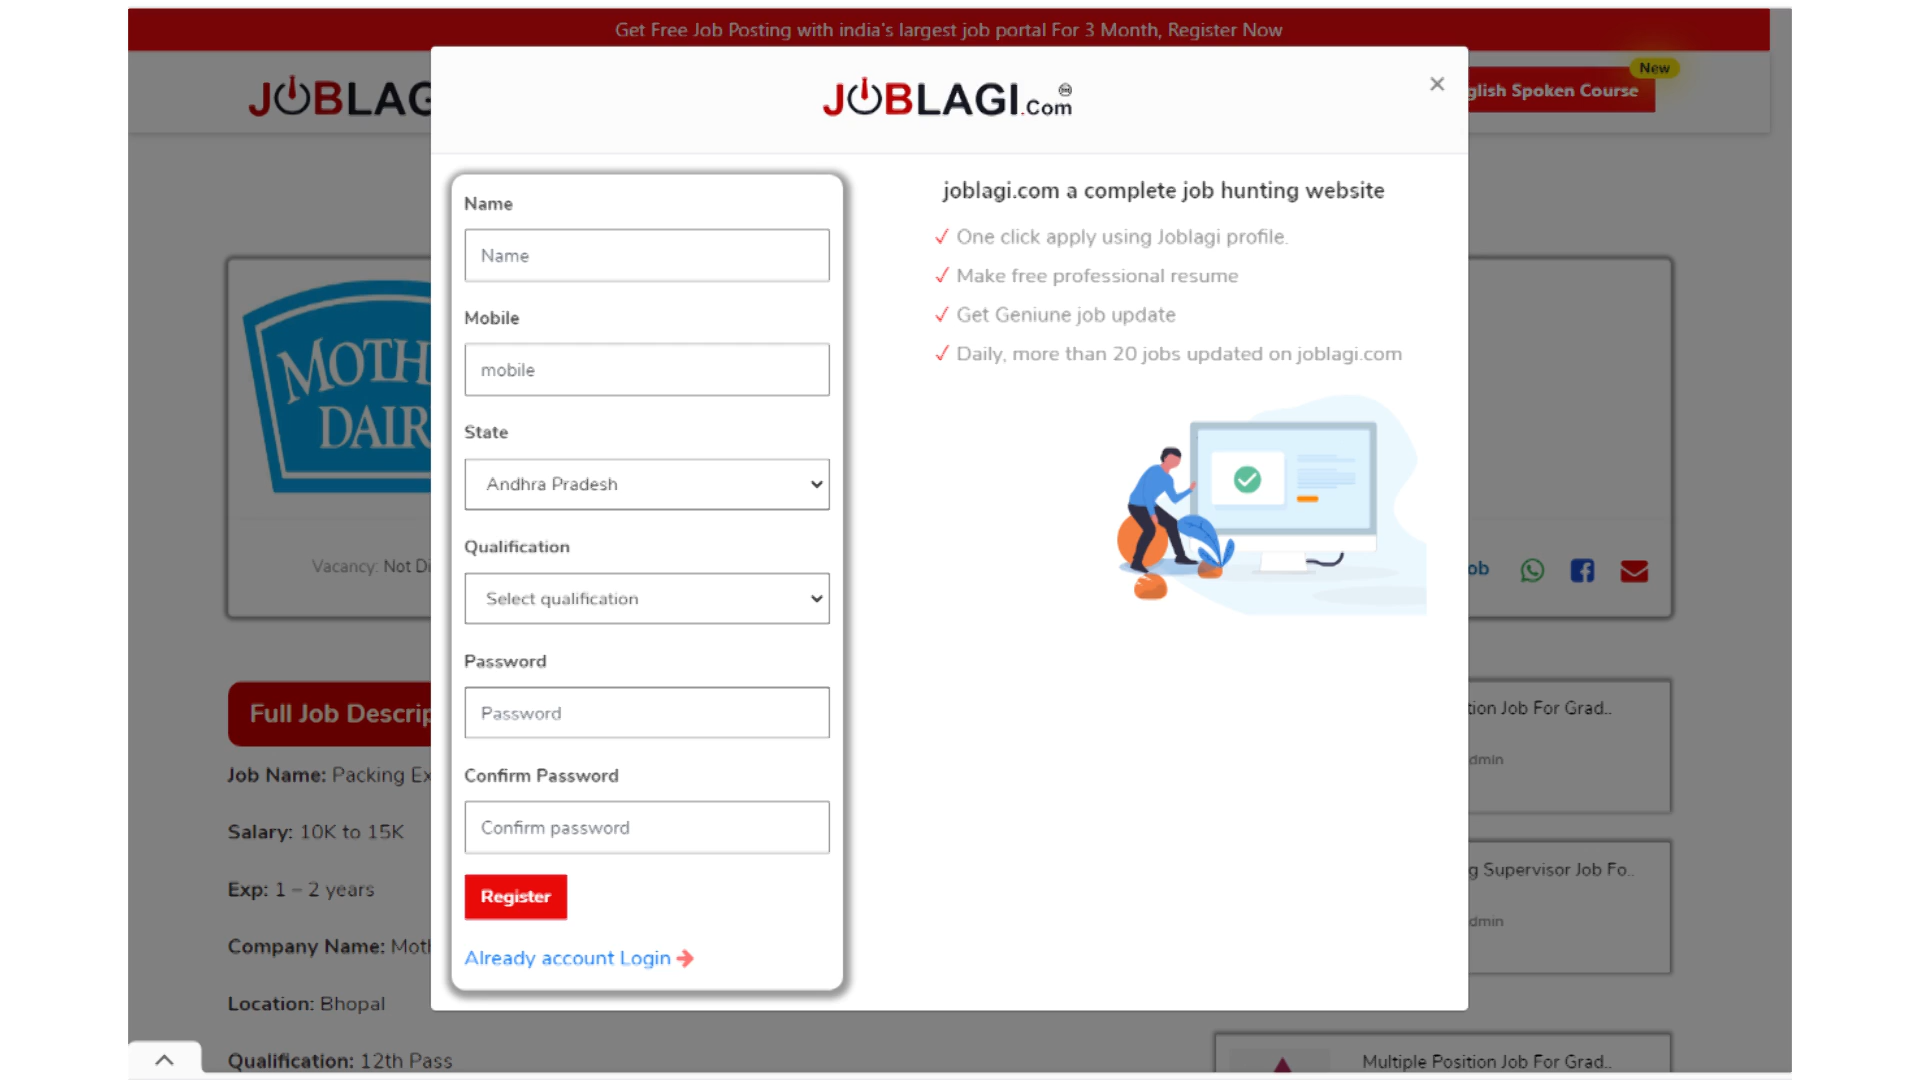 Get Free Job Posting with india's largest job portal For 3 Month, Register Now
JOBLAG
JOBLAGI.Com
×
glish Spoken Course
New
Name
Name
Mobile
mobile
State
Andhra Pradesh
Qualification
Select qualification
Password
Password
Confirm Password
Confirm password
Register
Already account Login
joblagi.com a complete job hunting website
One click apply using Joblagi profile.
Make free professional resume
Get Geniune job update
Daily, more than 20 jobs updated on joblagi.com
MOTH
DAIR
Vacancy: Not Di
ob
Full Job Descrip
Job Name: Packing Ex
Salary: 10K to 15K
Exp: 1 – 2 years
Company Name: Moth
Location: Bhopal
Qualification: 12th Pass
tion Job For Grad..
dmin
g Supervisor Job Fo..
dmin
Multiple Position Job For Grad..